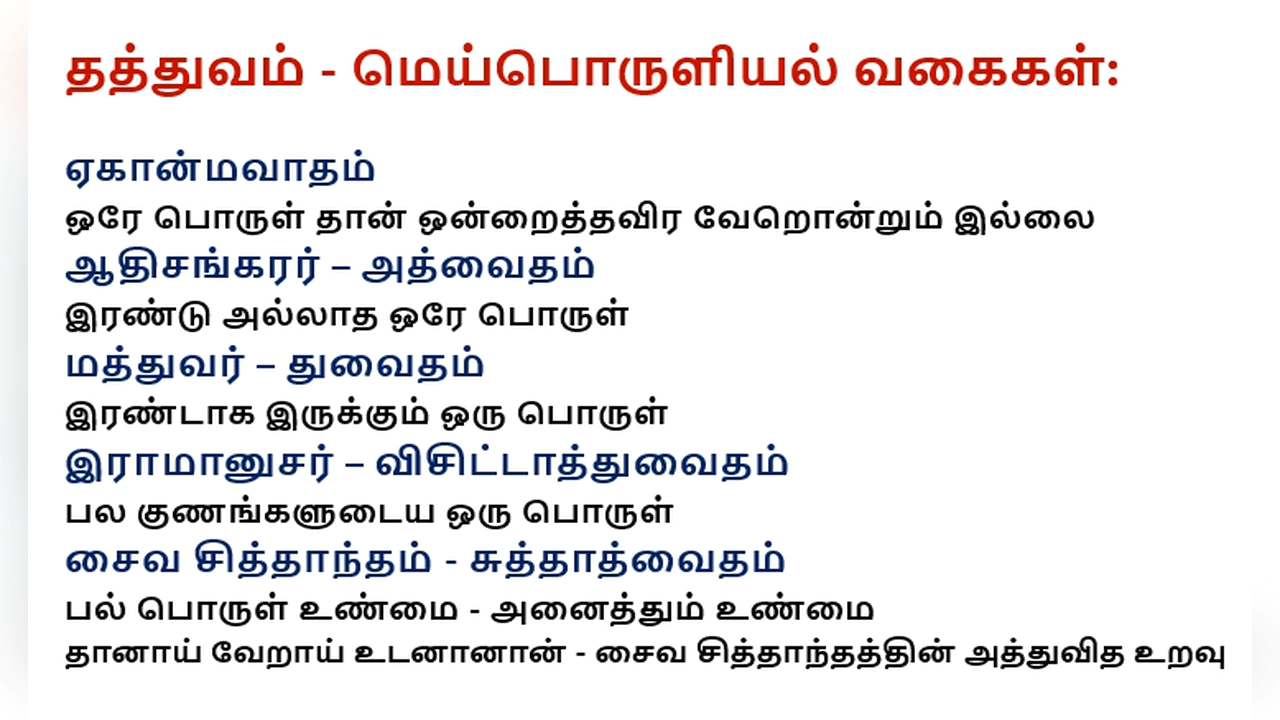 தத்துவம் - மெய்பொருளியல் வகைகள்:
ஏகான்மவாதம்
ஒரே பொருள் தான் ஒன்றைத்தவிர வேறொன்றும் இல்லை
ஆதிசங்கரர் – அத்வைதம்
இரண்டு அல்லாத ஒரே பொருள்
மத்துவர் – துவைதம்
இரண்டாக இருக்கும் ஒரு பொருள்
இராமானுசர் – விசிட்டாத்துவைதம்
பல குணங்களுடைய ஒரு பொருள்
சைவ சித்தாந்தம் - சுத்தாத்வைதம்
பல் பொருள் உண்மை - அனைத்தும் உண்மை
தானாய் வேறாய் உடனானான் - சைவ சித்தாந்தத்தின் அத்துவித உறவு